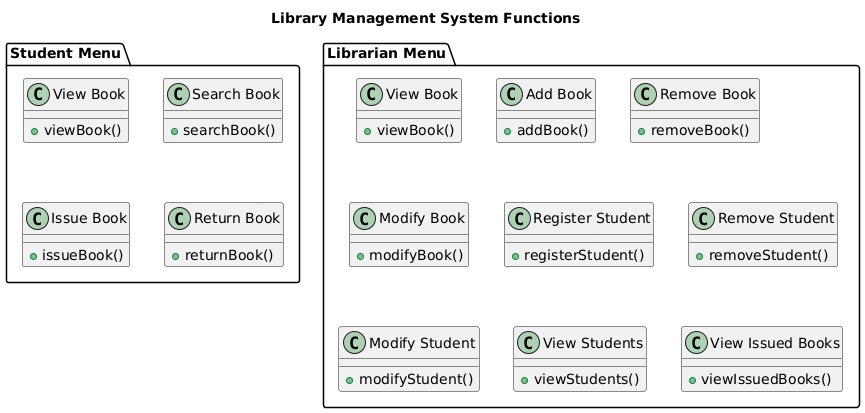 Library Management System Functions
Student Menu
C View Book
+ viewBook()
C Search Book
+ searchBook()
C Issue Book
+ issueBook()
C Return Book
+ returnBook()
Librarian Menu
C View Book
viewBook()
C Add Book
addBook()
C Remove Book
removeBook()
C Modify Book
modifyBook()
C Register Student
registerStudent()
C Remove Student
removeStudent()
C Modify Student
modifyStudent()
C View Students
viewStudents()
C View Issued Books
viewIssuedBooks()